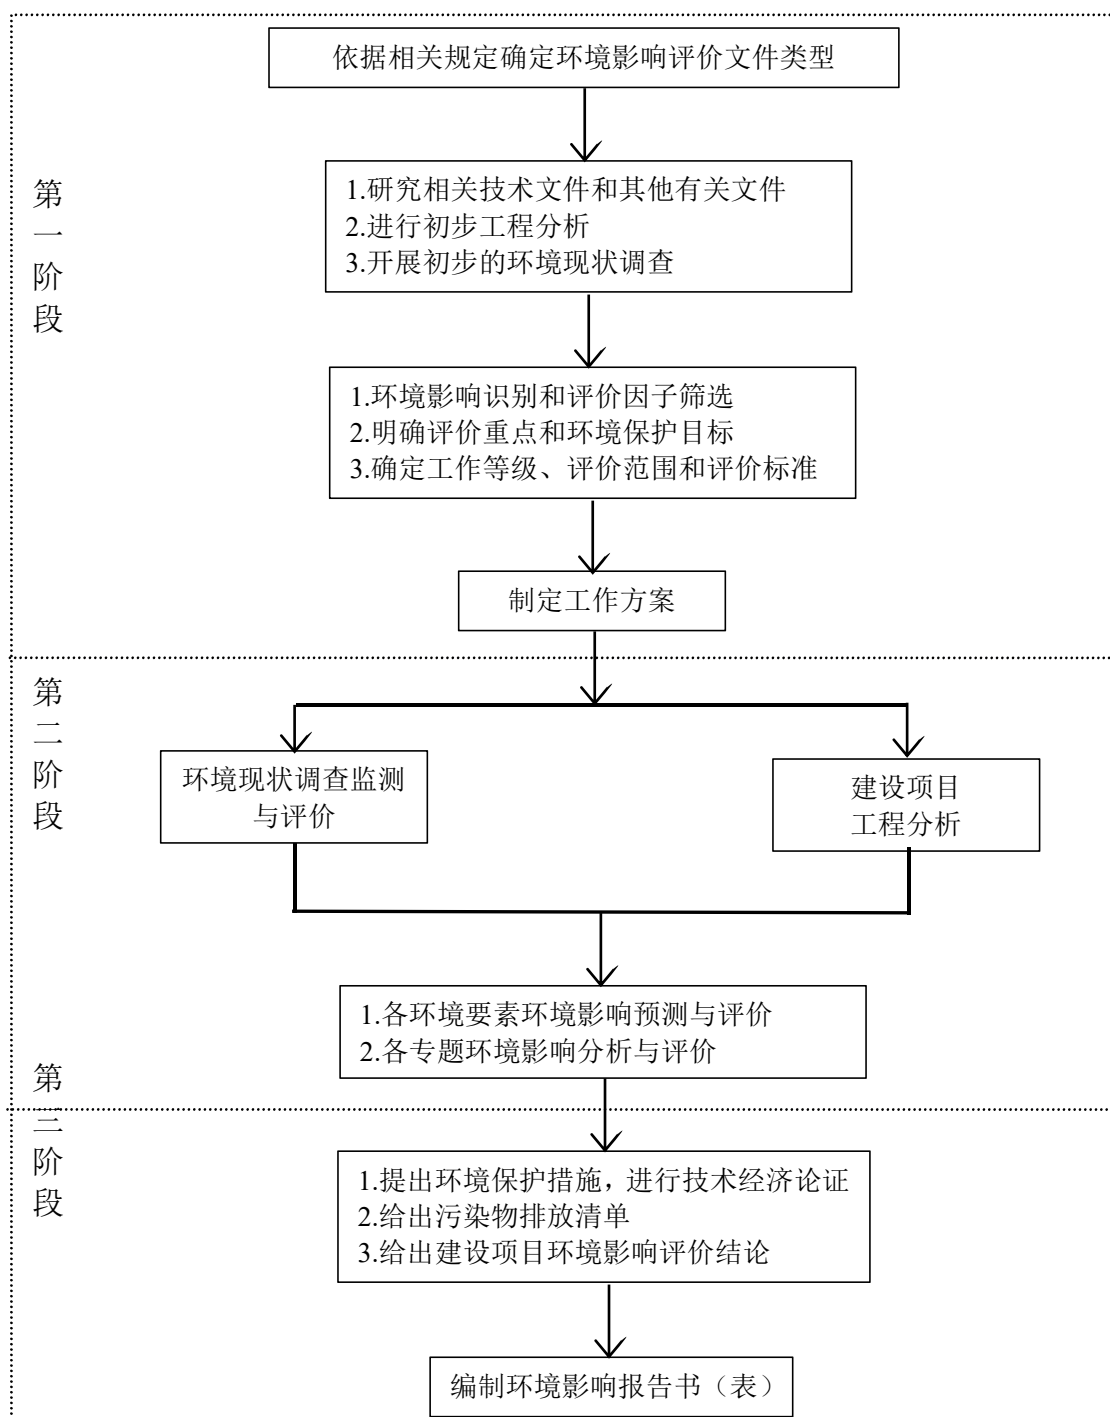 依据相关规定确定环境影响评价文件类型
第一阶段
1.研究相关技术文件和其他有关文件
2.进行初步工程分析
3.开展初步的环境现状调查
1.环境影响识别和评价因子筛选
2.明确评价重点和环境保护目标
3.确定工作等级、评价范围和评价标准
制定工作方案
第二阶段
环境现状调查监测
与评价
建设项目
工程分析
1.各环境要素环境影响预测与评价
2.各专题环境影响分析与评价
第三阶段
1.提出环境保护措施，进行技术经济论证
2.给出污染物排放清单
3.给出建设项目环境影响评价结论
编制环境影响报告书（表）